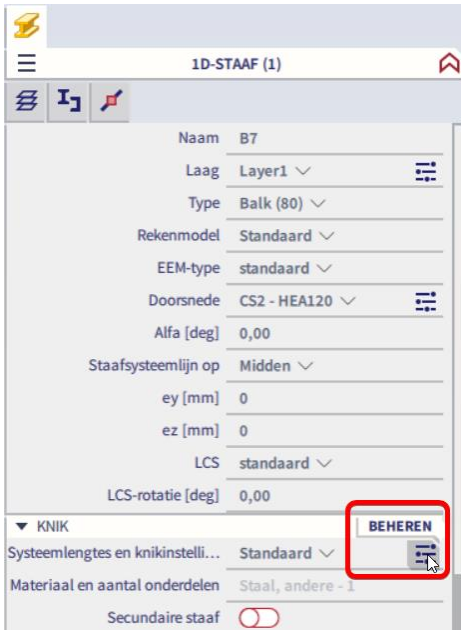 1D-STAAF (1)
Naam B7
Laag Layer1
Type Balk (80)
Rekenmodel Standaard
EEM-type standaard
Doorsnede CS2 - HEA120
Alfa [deg] 0,00
Staafsysteemlijn op Midden
ey [mm] 0
ez [mm] 0
LCS standaard
LCS-rotatie [deg] 0,00
KNIK BEHEREN
Systeemlengtes en knikinstelli... Standaard
Materiaal en aantal onderdelen Staal, andere - 1
Secundaire staaf